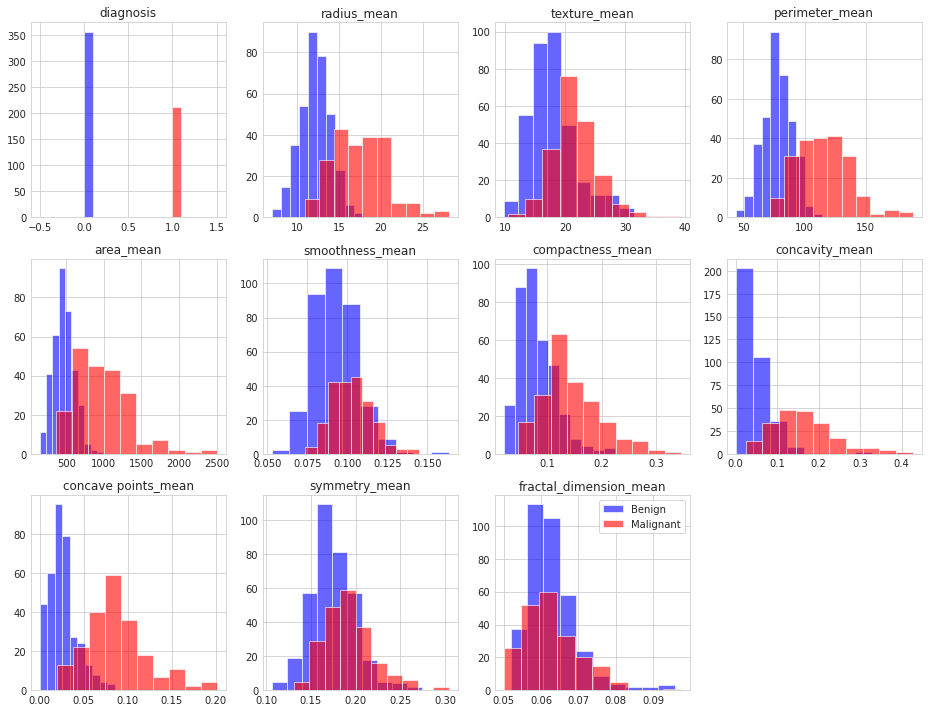 diagnosis
350
300
250
200
150
100
50
0
−0.5 0.0 0.5 1.0 1.5
radius_mean
80
60
40
20
0
10 15 20 25
texture_mean
100
80
60
40
20
0
10 20 30 40
perimeter_mean
80
60
40
20
0
50 100 150
area_mean
80
60
40
20
0
500 1000 1500 2000 2500
smoothness_mean
100
80
60
40
20
0
0.050 0.075 0.100 0.125 0.150
compactness_mean
100
80
60
40
20
0
0.1 0.2 0.3
concavity_mean
200
175
150
125
100
75
50
25
0
0.0 0.1 0.2 0.3 0.4
concave points_mean
80
60
40
20
0
0.00 0.05 0.10 0.15 0.20
symmetry_mean
100
80
60
40
20
0
0.10 0.15 0.20 0.25 0.30
fractal_dimension_mean
Benign
Malignant
100
80
60
40
20
0
0.05 0.06 0.07 0.08 0.09